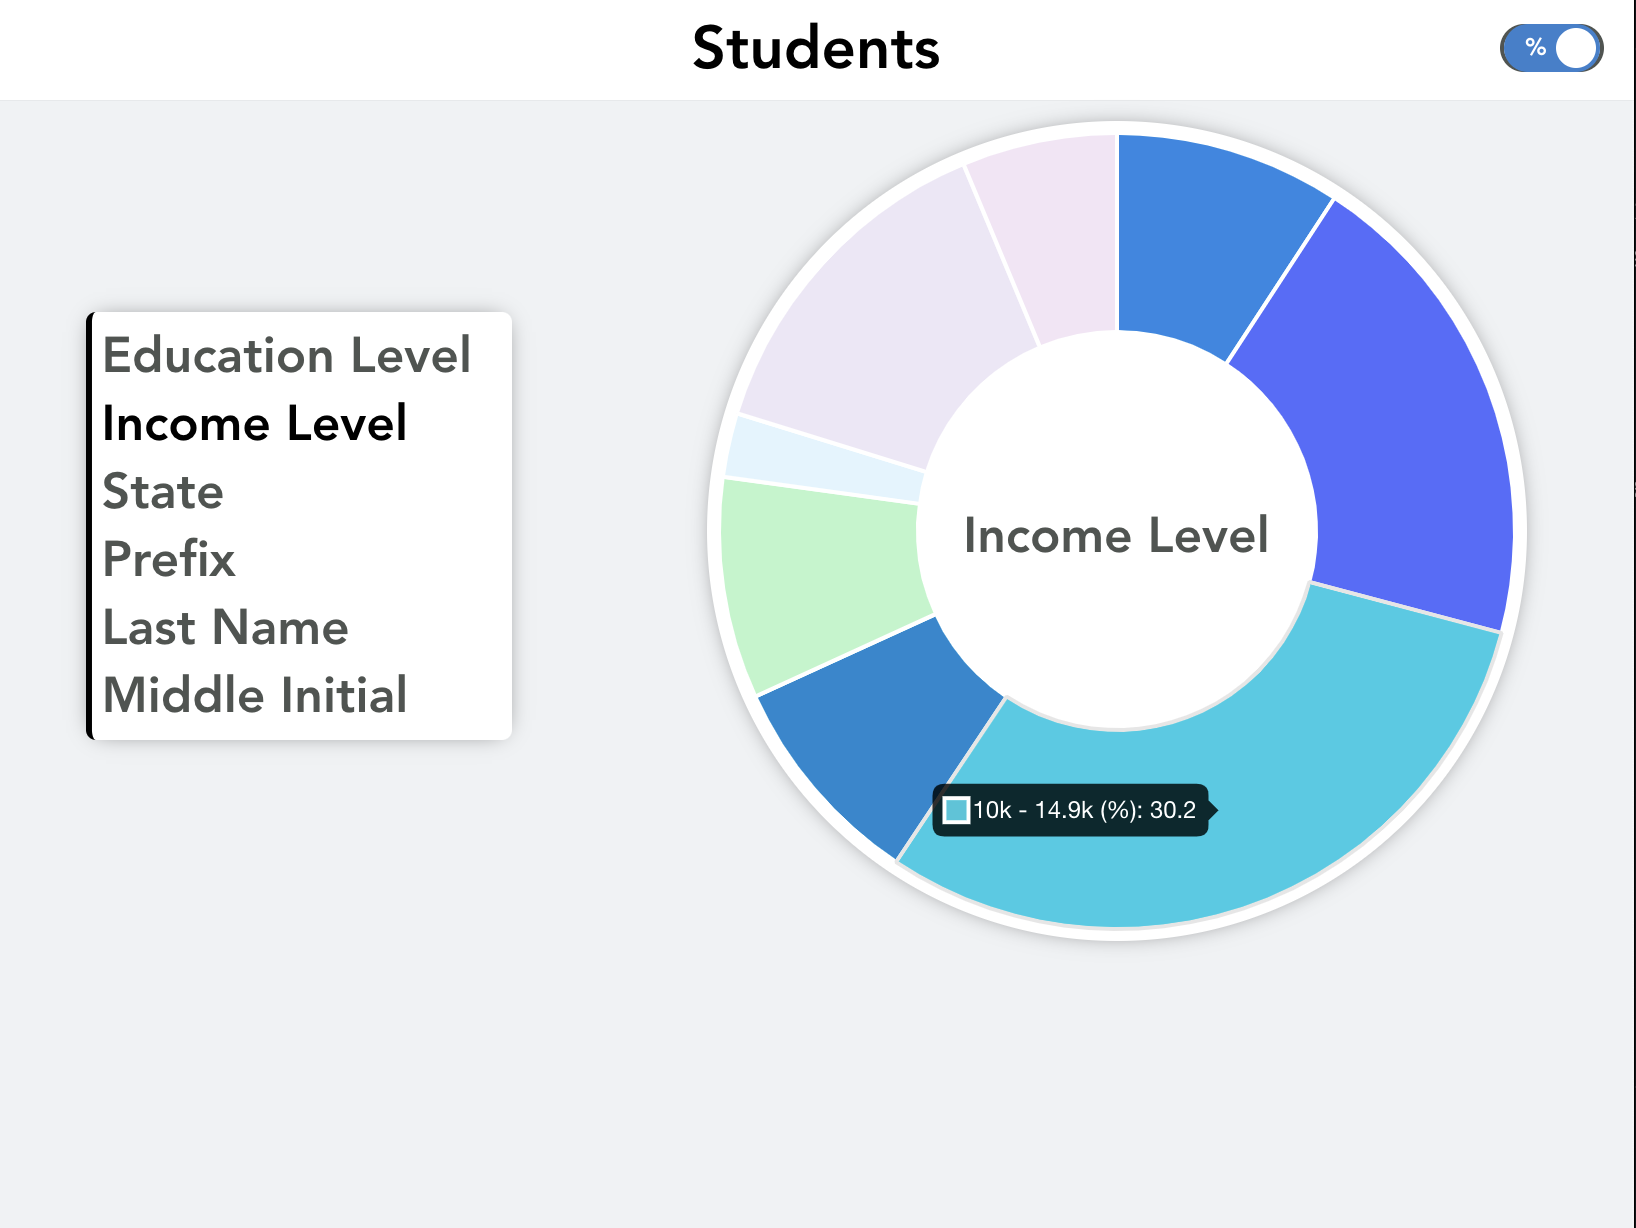 Students
%
Education Level
Income Level
State
Prefix
Last Name
Middle Initial
Income Level
10k - 14.9k (%): 30.2